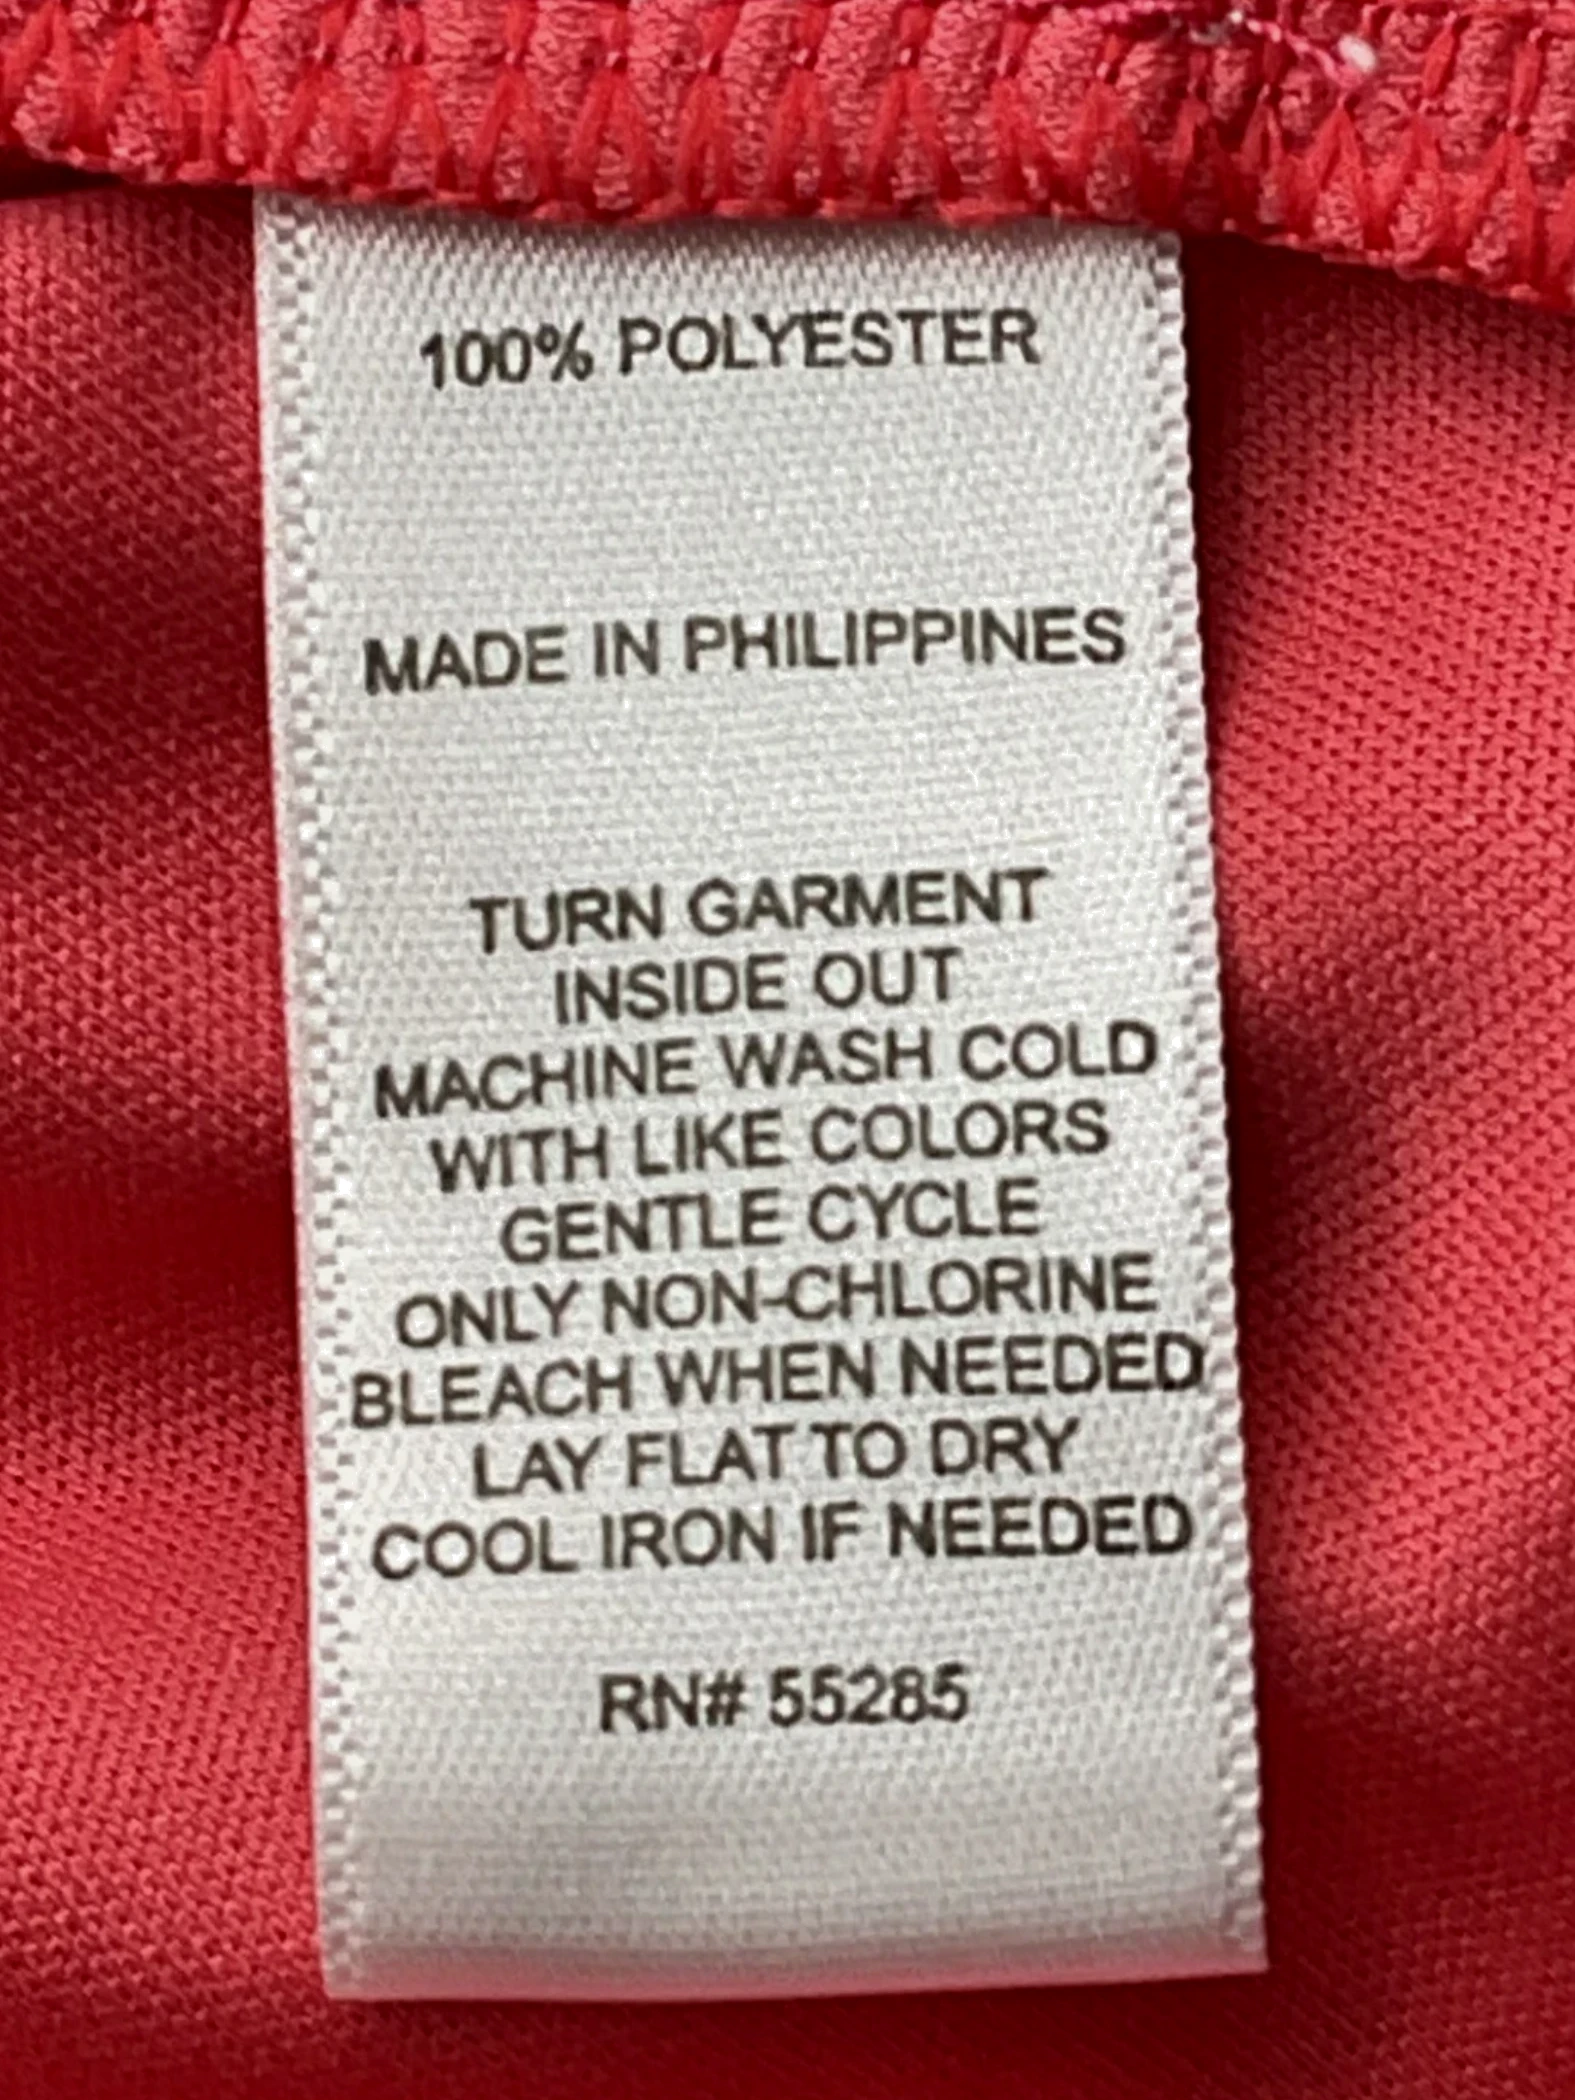 100% POLYESTER
MADE IN PHILIPPINES
TURN GARMENT
INSIDE OUT
MACHINE WASH COLD
WITH LIKE COLORS
GENTLE CYCLE
ONLY NON-CHLORINE
BLEACH WHEN NEEDED
LAY FLAT TO DRY
COOL IRON IF NEEDED
RN# 55285